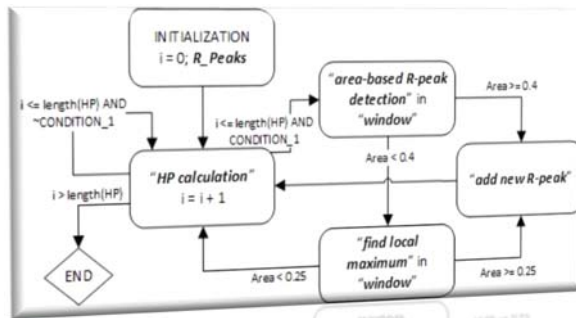 INITIALIZATION
i = 0; R_Peaks
i <= length(HP) AND
~CONDITION_1
i<=length(HP) AND
CONDITION_1
"area-based R-peak
detection" in
"window"
Area >= 0.4
Area < 0.4
"HP calculation"
i = i + 1
"add new R-peak"
i > length(HP)
END
"find local
maximum" in
"window"
Area < 0.25
Area >= 0.25